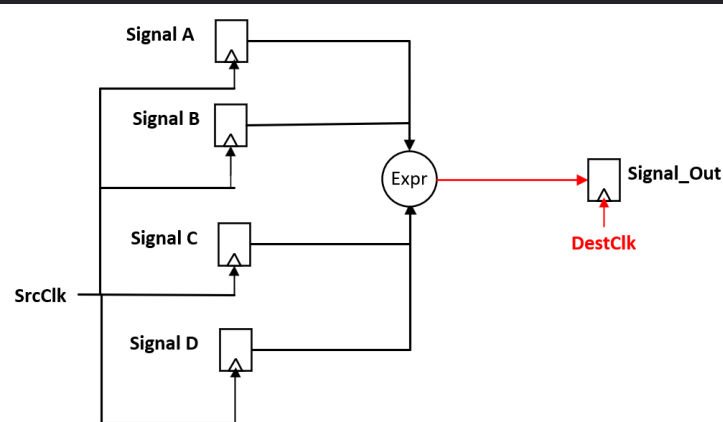 Signal A
Signal B
Expr
Signal_Out
Signal C
DestClk
SrcClk
Signal D